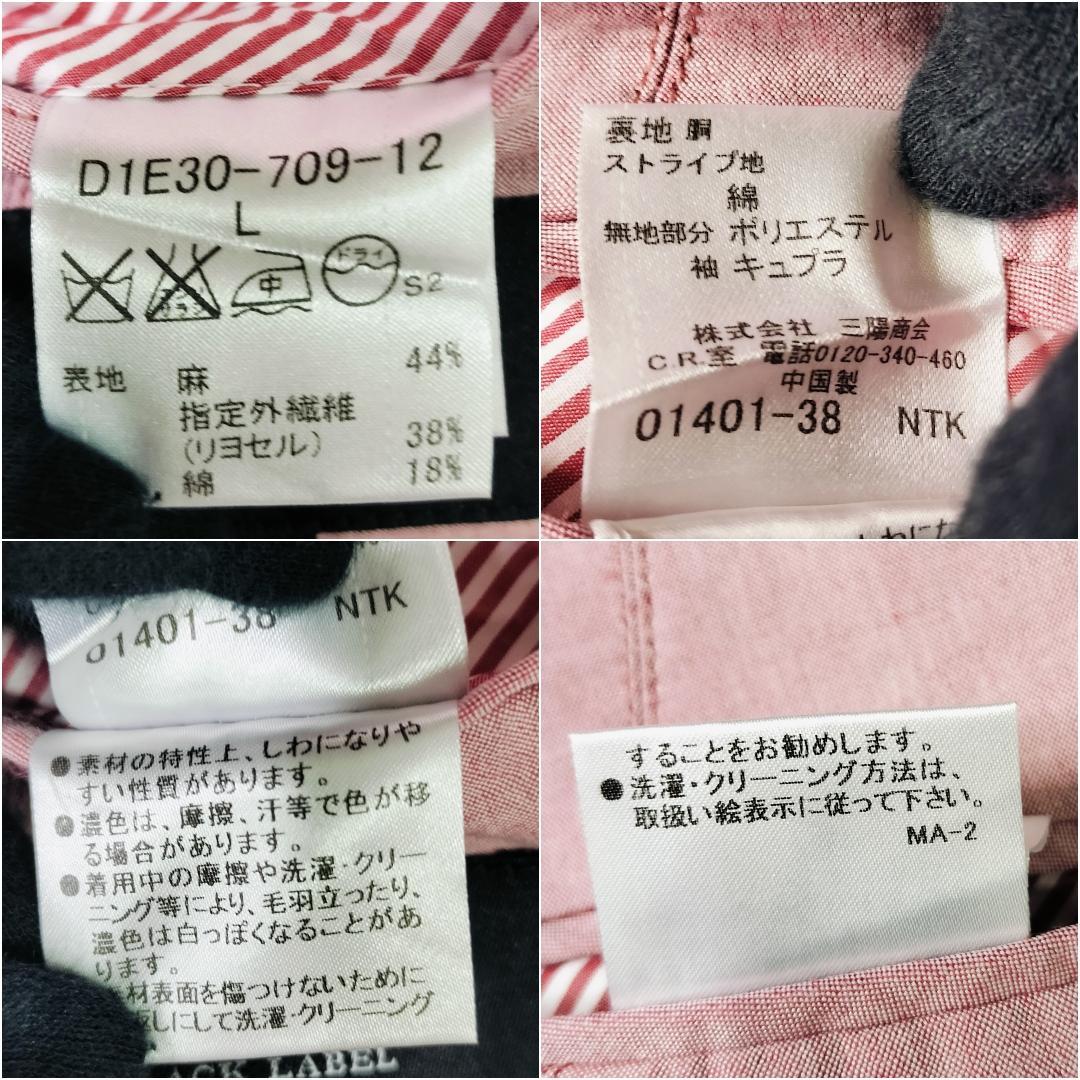 D1E30-709-12
L
中
ドライ
S2
表地 麻 44%
指定外繊維
(リヨセル) 38%
綿 18%
裏地 胴
ストライプ地
綿
無地部分 ポリエステル
袖 キュプラ
株式会社 三陽商会
C.R.室 電話0120-340-460
中国製
01401-38 NTK
01401-38 NTK
●素材の特性上、しわになりや
すい性質があります。
●濃色は、摩擦、汗等で色が移
る場合があります。
●着用中の摩擦や洗濯・クリー
ニング等により、毛羽立ったり、
濃色は白っぽくなることがあ
ります。
材表面を傷つけないために
返しにして洗濯・クリーニング
ACK LABEL
することをお勧めします。
●洗濯・クリーニング方法は、
取扱い絵表示に従って下さい。
MA-2